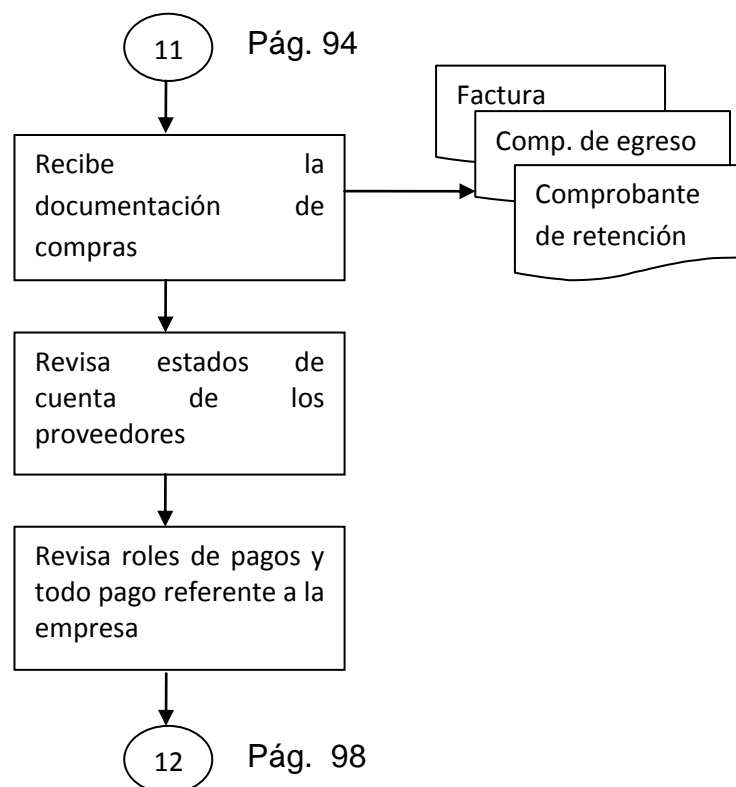 11 Pág. 94
Recibe la
documentación de
compras
Factura
Comp. de egreso
Comprobante
de retención
Revisa estados de
cuenta de los
proveedores
Revisa roles de pagos y
todo pago referente a la
empresa
12 Pág. 98